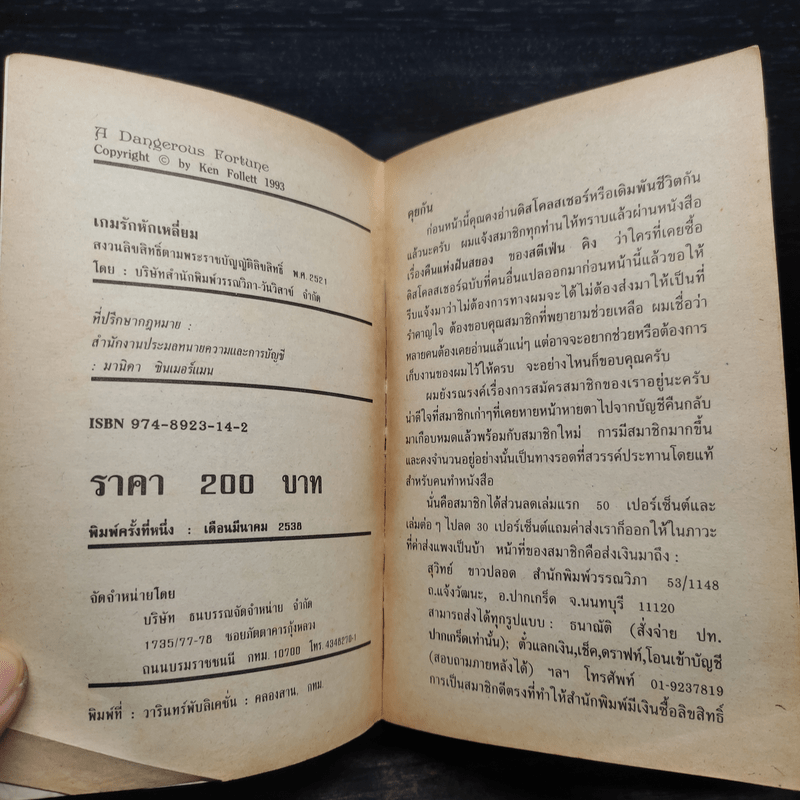 A Dangerous Fortune
Copyright © by Ken Follett 1993
เกมรักหักเหลี่ยม
สงวนลิขสิทธิ์ตามพระราชบัญญัติลิขสิทธิ์ พ.ศ. 2521
โดย : บริษัทสำนักพิมพ์วรรณวิภา-วันวิสาข์ จำกัด
ที่ปรึกษากฎหมาย :
สำนักงานประมลทนายความและการบัญชี
: มานิดา ซินเมอร์แมน
ISBN 974-8923-14-2
ราคา 200 บาท
พิมพ์ครั้งที่หนึ่ง : เดือนมีนาคม 2538
จัดจำหน่ายโดย
บริษัท ธนบรรณจัดจำหน่าย จำกัด
1735/77-78 ซอยภัตตาคารกุ้งหลวง
ถนนบรมราชชนนี กทม. 10700 โทร. 4348270-1
พิมพ์ที่ : วารินทร์พับลิเคชั่น : คลองสาน, กทม.
คุยกัน
ก่อนหน้านี้คุณคงอ่านดิสโคลสเชอร์หรือเดิมพันชีวิตกัน
แล้วนะครับ ผมแจ้งสมาชิกทุกท่านให้ทราบแล้วผ่านหนังสือ
เรื่องคืนแห่งฝันสยอง ของสตีเฟ่น คิง ว่าใครที่เคยซื้อ
ดิสโคลสเชอร์ฉบับที่คนอื่นแปลออกมาก่อนหน้านี้แล้วขอให้
รีบแจ้งมาว่าไม่ต้องการทางผมจะได้ไม่ต้องส่งมาให้เป็นที่
รำคาญใจ ต้องขอบคุณสมาชิกที่พยายามช่วยเหลือ ผมเชื่อว่า
หลายคนต้องเคยอ่านแล้วแน่ๆ แต่อาจจะอยากช่วยหรือต้องการ
เก็บงานของผมไว้ให้ครบ จะอย่างไหนก็ขอบคุณครับ
ผมยังรณรงค์เรื่องการสมัครสมาชิกของเราอยู่นะครับ
น่าดีใจที่สมาชิกเก่าๆที่เคยหายหน้าหายตาไปจากบัญชีคืนกลับ
มาเกือบหมดแล้วพร้อมกับสมาชิกใหม่ การมีสมาชิกมากขึ้น
และคงจำนวนอยู่อย่างนั้นเป็นทางรอดที่สวรรค์ประทานโดยแท้
สำหรับคนทำหนังสือ
นั่นคือสมาชิกได้ส่วนลดเล่มแรก 50 เปอร์เซ็นต์และ
เล่มต่อๆ ไปลด 30 เปอร์เซ็นต์แถมค่าส่งเราก็ออกให้ในภาวะ
ที่ค่าส่งแพงเป็นบ้า หน้าที่ของสมาชิกคือส่งเงินมาถึง :
สุวิทย์ ขาวปลอด สำนักพิมพ์วรรณวิภา 53/1148
ถ.แจ้งวัฒนะ, อ.ปากเกร็ด จ.นนทบุรี 11120
สามารถส่งได้ทุกรูปแบบ : ธนาณัติ (สั่งจ่าย ปท.
ปากเกร็ดเท่านั้น); ตั๋วแลกเงิน,เช็ค,ดราฟท์,โอนเข้าบัญชี
(สอบถามภายหลังได้) ฯลฯ โทรศัพท์ 01-9237819
การเป็นสมาชิกดีตรงที่ทำให้สำนักพิมพ์มีเงินซื้อลิขสิทธิ์